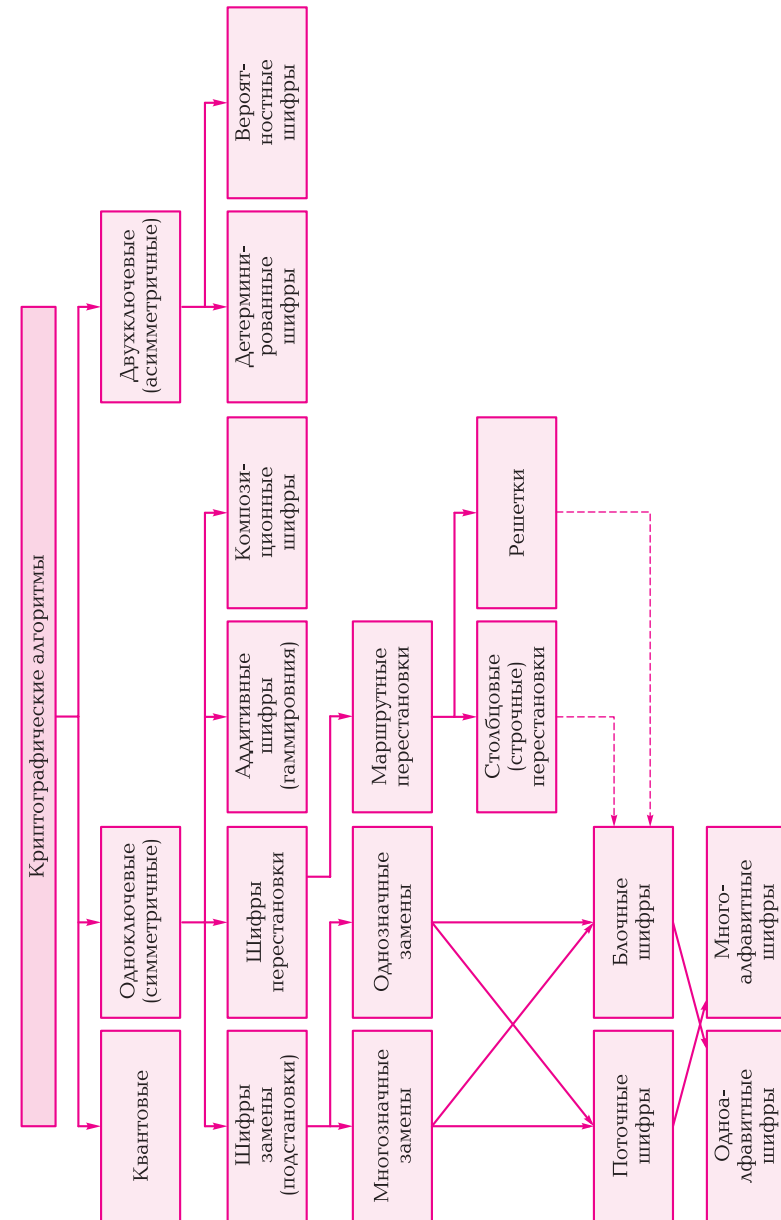 Криптографические алгоритмы
Квантовые
Одноключевые
(симметричные)
Двухключевые
(асимметричные)
Шифры
замены
(подстановки)
Шифры
перестановки
Аддитивные
шифры
(гаммировния)
Компози-
ционные
шифры
Детермини-
рованные
шифры
Вероят-
ностные
шифры
Многозначные
замены
Однозначные
замены
Маршрутные
перестановки
Столбцовые
(строчные)
перестановки
Решетки
Поточные
шифры
Блочные
шифры
Одноа-
лфавитные
шифры
Много-
алфавитные
шифры